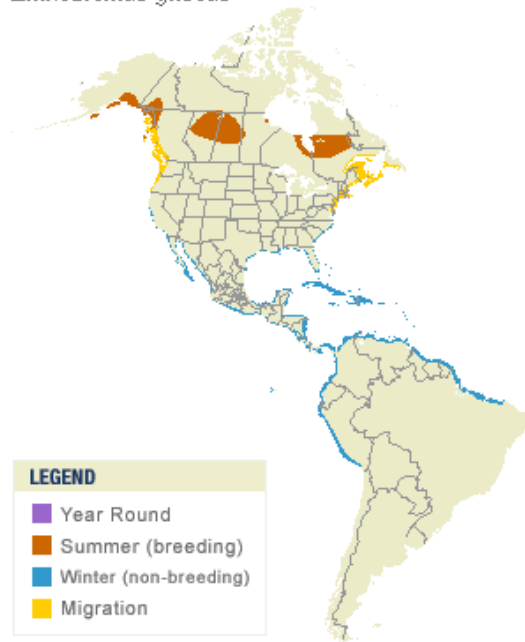 LEGEND
Year Round
Summer (breeding)
Winter (non-breeding)
Migration